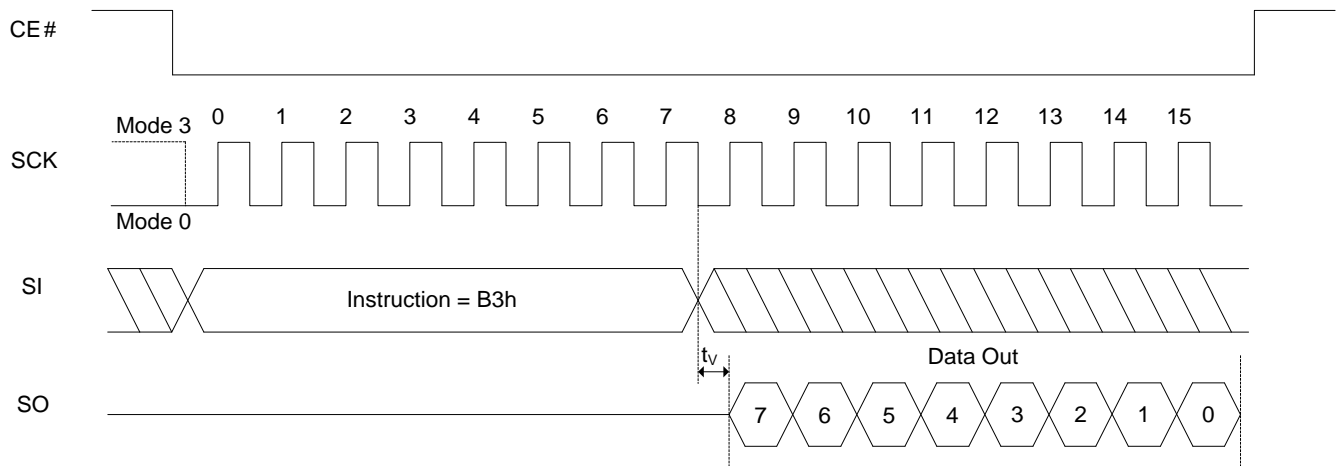 CE#
0 1 2 3 4 5 6 7 8 9 10 11 12 13 14 15
Mode 3
SCK
Mode 0
SI
Instruction = B3h
tV
Data Out
SO
7 6 5 4 3 2 1 0